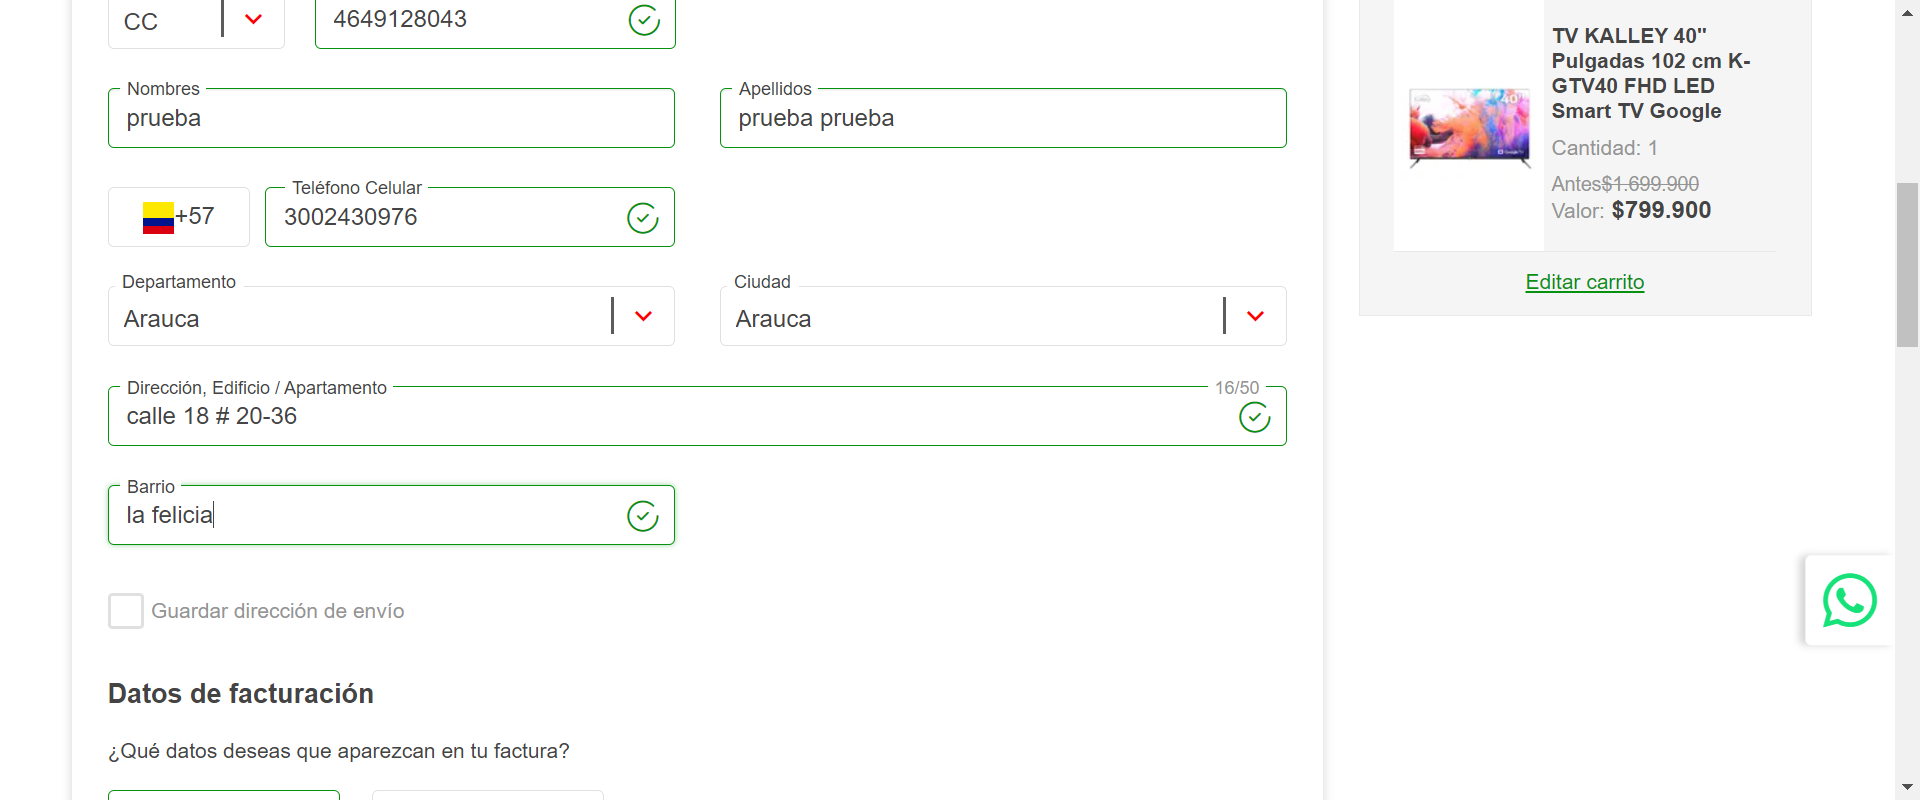 CC
4649128043
Nombres
prueba
Apellidos
prueba prueba
+57
Teléfono Celular
3002430976
Departamento
Arauca
Ciudad
Arauca
Dirección, Edificio / Apartamento
16/50
calle 18 # 20-36
Barrio
la felicia
Guardar dirección de envío
Datos de facturación
¿Qué datos deseas que aparezcan en tu factura?
TV KALLEY 40"
Pulgadas 102 cm K-
GTV40 FHD LED
Smart TV Google
Cantidad: 1
Antes$1.699.900
Valor: $799.900
Editar carrito
40"
Google TV